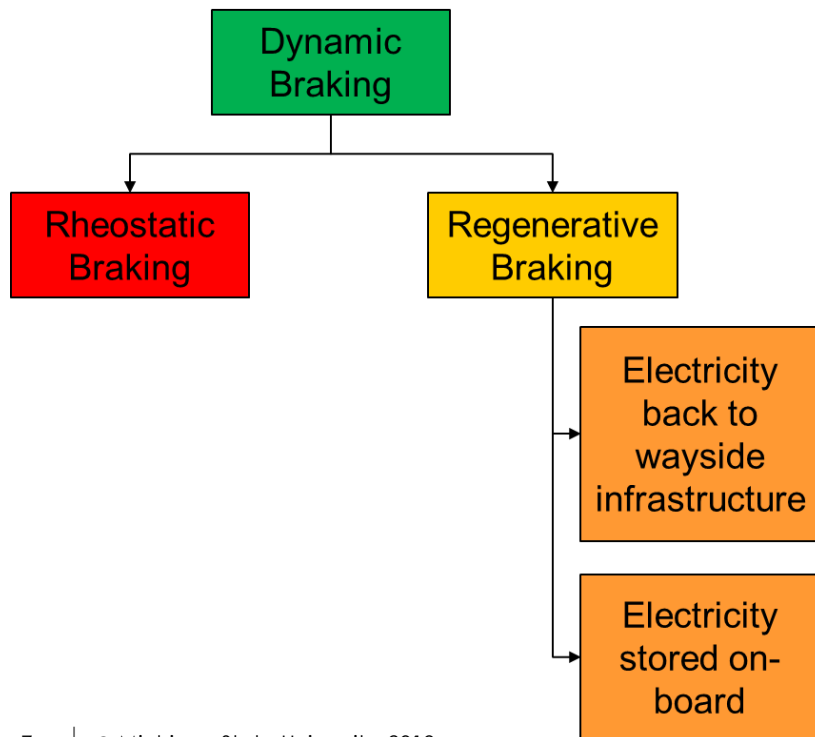 Dynamic
Braking
Rheostatic
Braking
Regenerative
Braking
Electricity
back to
wayside
infrastructure
Electricity
stored on-
board